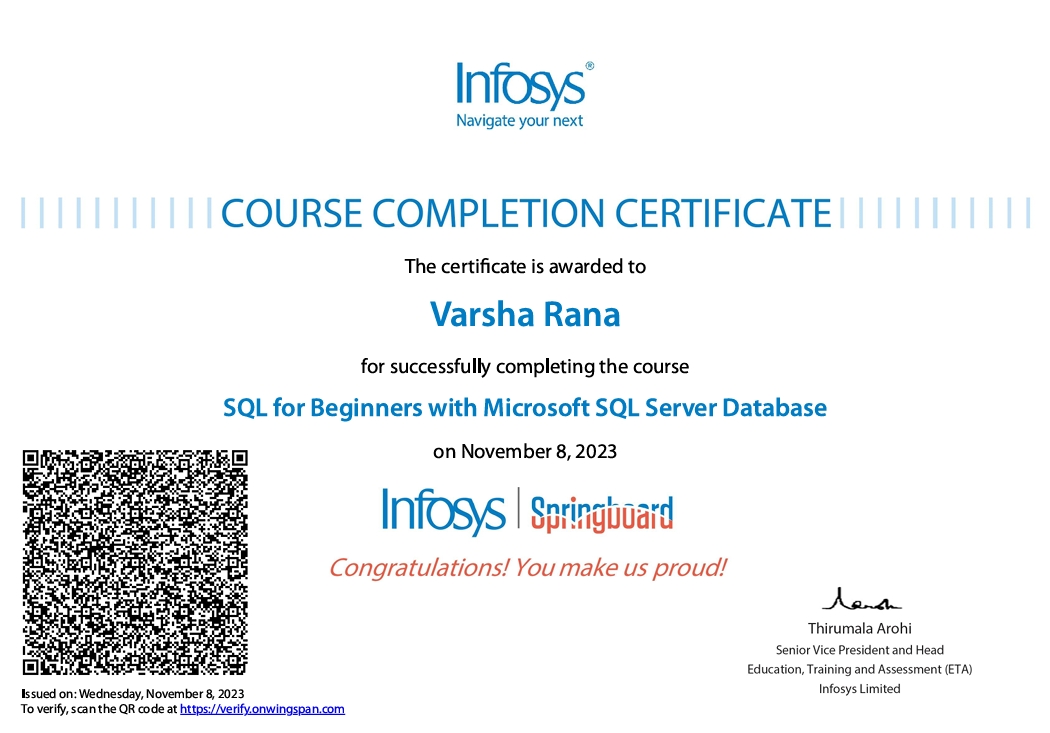 Infosys®
Navigate your next
COURSE COMPLETION CERTIFICATE
The certificate is awarded to
Varsha Rana
for successfully completing the course
SQL for Beginners with Microsoft SQL Server Database
on November 8, 2023
Infosys | Springboard
Congratulations! You make us proud!
Thirumala Arohi
Senior Vice President and Head
Education, Training and Assessment (ETA)
Infosys Limited
Issued on: Wednesday, November 8, 2023
To verify, scan the QR code at https://verify.onwingspan.com